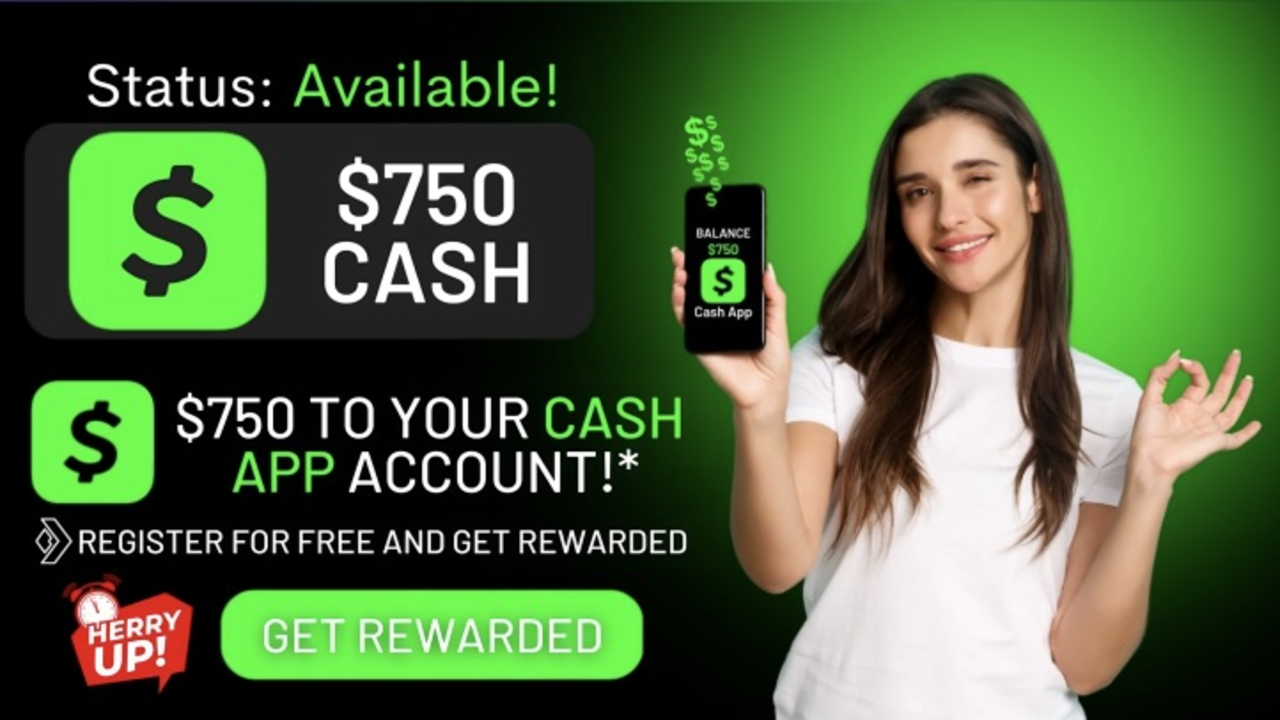 Status: Available!
$
$750
CASH
$
$750 TO YOUR CASH
APP ACCOUNT!*
REGISTER FOR FREE AND GET REWARDED
HERRY
UP!
GET REWARDED
BALANCE
$750
$
Cash App